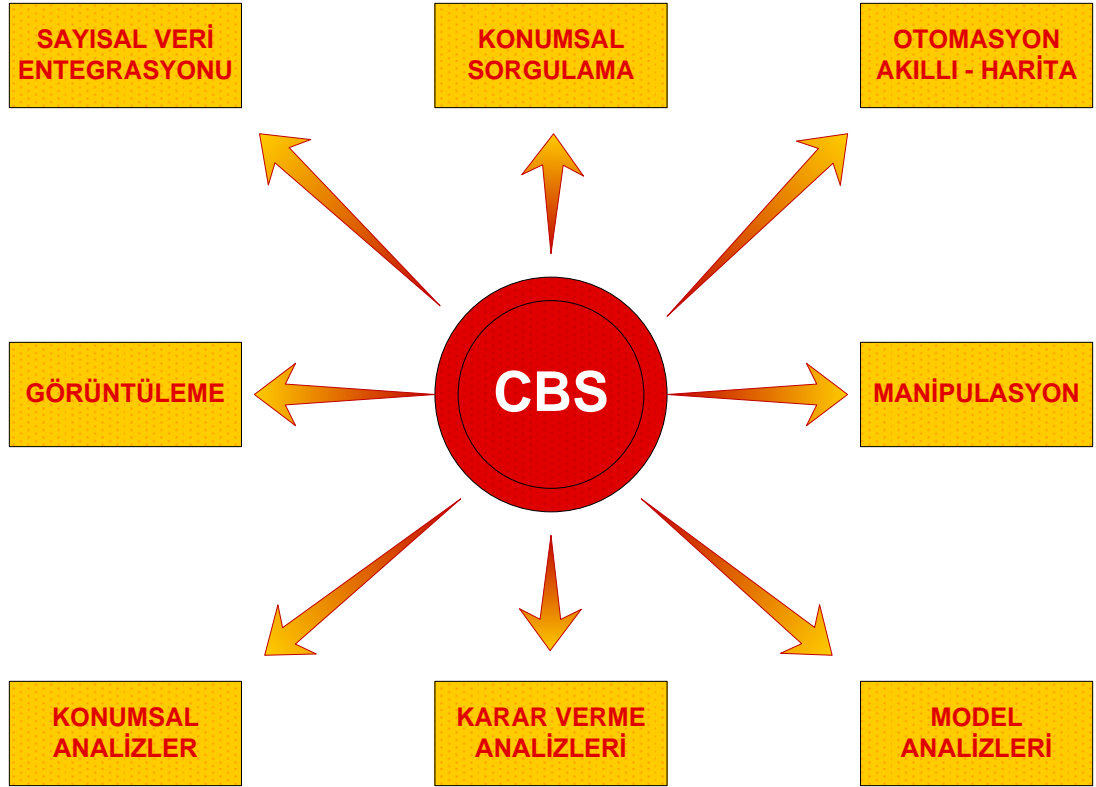 SAYISAL VERİ
ENTEGRASYONU
KONUMSAL
SORGULAMA
OTOMASYON
AKILLI - HARİTA
GÖRÜNTÜLEME
CBS
MANİPULASYON
KONUMSAL
ANALİZLER
KARAR VERME
ANALİZLERİ
MODEL
ANALİZLERİ